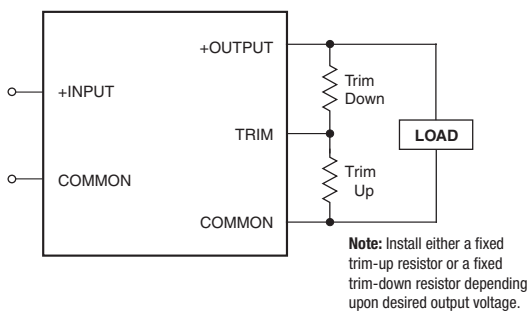 +OUTPUT
+INPUT
Trim
Down
TRIM
LOAD
Trim
Up
COMMON
COMMON
Note: Install either a fixed
trim-up resistor or a fixed
trim-down resistor depending
upon desired output voltage.